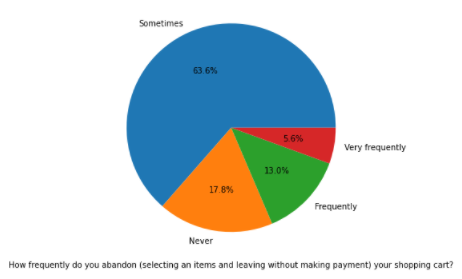 Sometimes
63.6%
5.6%
Very frequently
13.0%
17.8%
Frequently
Never
How frequently do you abandon (selecting an items and leaving without making payment) your shopping cart?